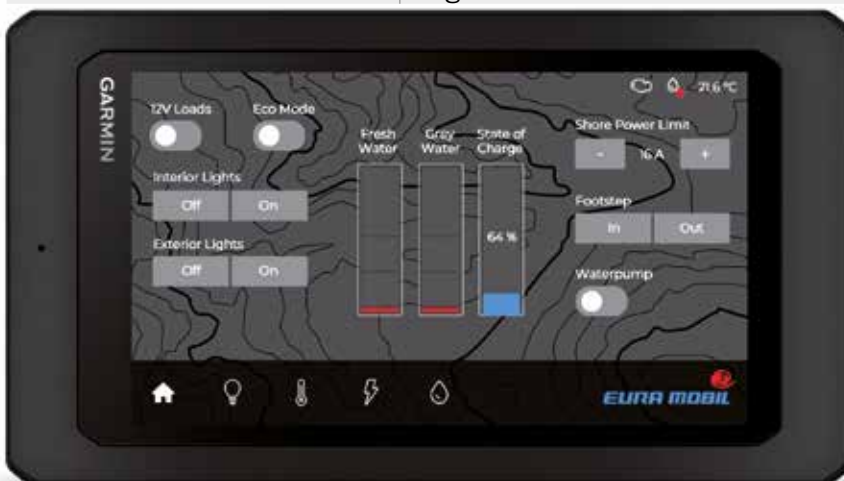 GARMIN
12V Loads
Eco Mode
Interior Lights
Off
On
Exterior Lights
Off
On
Fresh
Water
Gray
Water
State of
Charge
64 %
21.6 °C
Shore Power Limit
-
16 A
+
Footstep
In
Out
Waterpump
EURA MOBIL